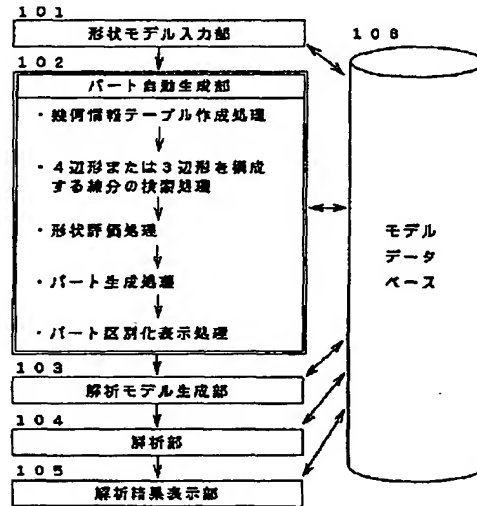 101
形状モデル入力部
106
102
パート自動生成部
・幾何情報テーブル作成処理
・4辺形または3辺形を構成
する線分の検索処理
・形状評価処理
・パート生成処理
・パート区別化表示処理
モデル
データ
ベース
103
解析モデル生成部
104
解析部
105
解析結果表示部